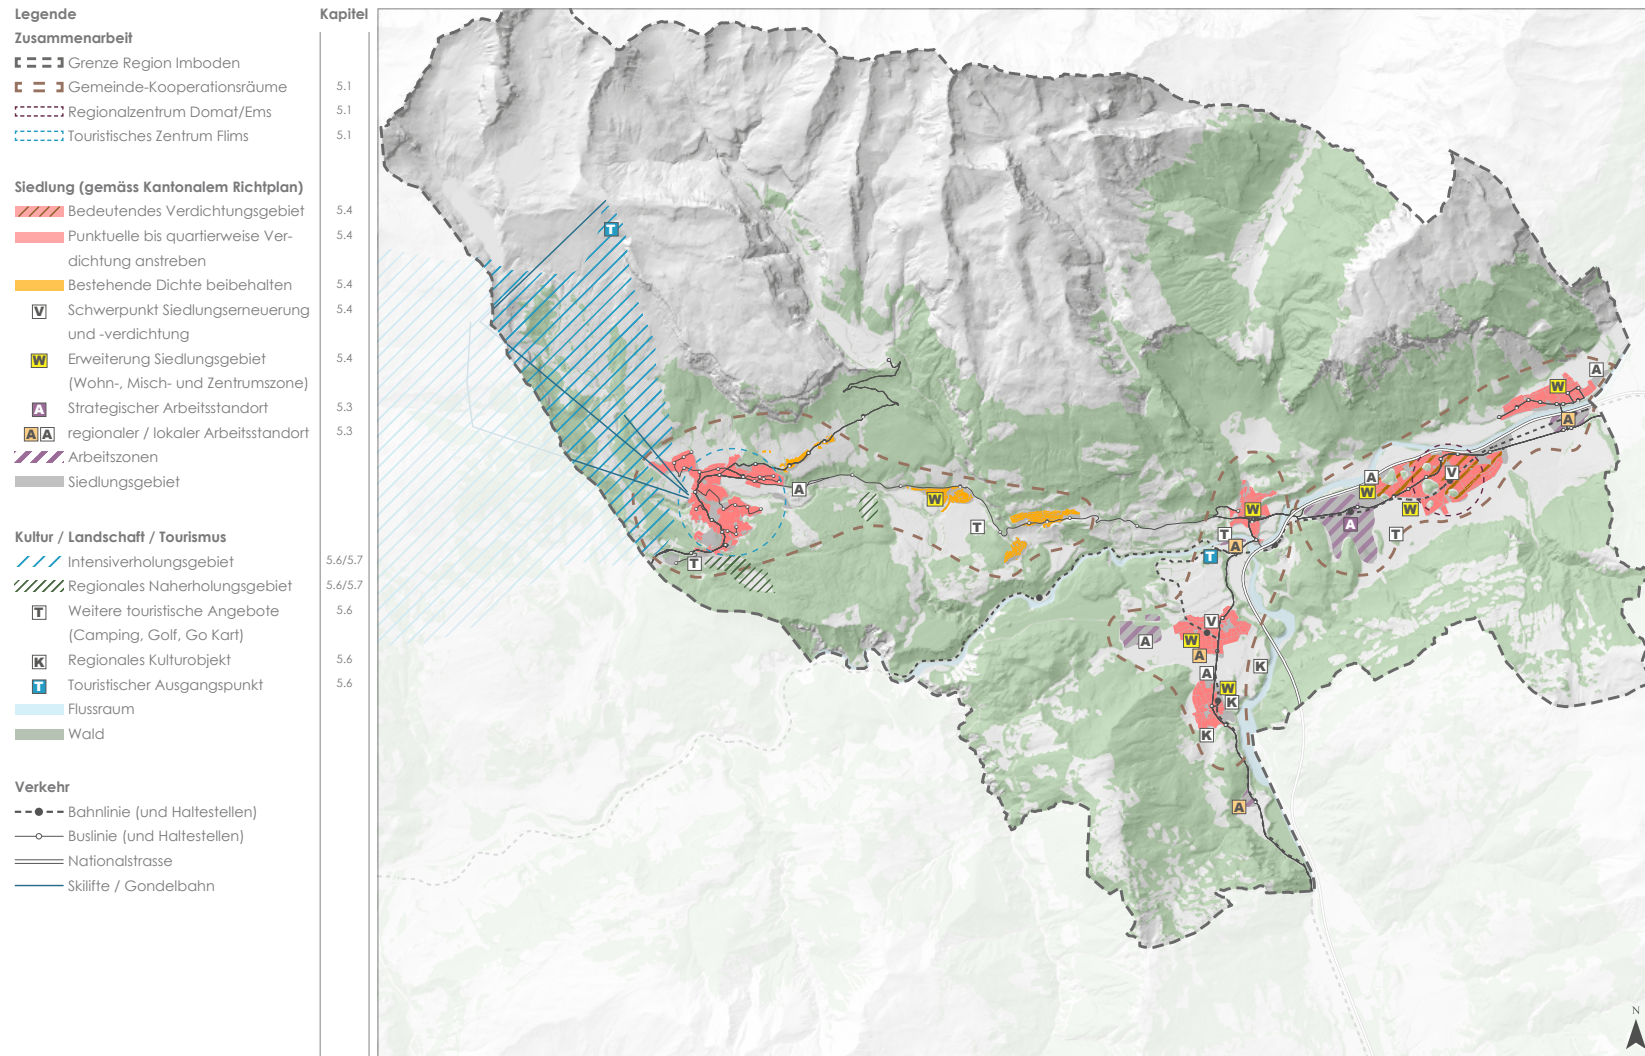 Legende Kapitel
Zusammenarbeit
Grenze Region Imboden
Gemeinde-Kooperationsräume 5.1
Regionalzentrum Domat/Ems 5.1
Touristisches Zentrum Flims 5.1
Siedlung (gemäss Kantonalem Richtplan)
Bedeutendes Verdichtungsgebiet 5.4
Punktuelle bis quartierweise Ver- 5.4
dichtung anstreben
Bestehende Dichte beibehalten 5.4
V Schwerpunkt Siedlungserneuerung 5.4
und -verdichtung
W Erweiterung Siedlungsgebiet 5.4
(Wohn-, Misch- und Zentrumszone)
A Strategischer Arbeitsstandort 5.3
A A regionaler / lokaler Arbeitsstandort 5.3
Arbeitszonen
Siedlungsgebiet
Kultur / Landschaft / Tourismus
Intensiverholungsgebiet 5.6/5.7
Regionales Naherholungsgebiet 5.6/5.7
T Weitere touristische Angebote 5.6
(Camping, Golf, Go Kart)
K Regionales Kulturobjekt 5.6
T Touristischer Ausgangspunkt 5.6
Flussraum
Wald
Verkehr
Bahnlinie (und Haltestellen)
Buslinie (und Haltestellen)
Nationalstrasse
Skilifte / Gondelbahn
T
A
W
A
V
A
W
A
W
T
W
W
A
T
T
A
T
T
V
W
A
A
A
K
W
K
K
A
N